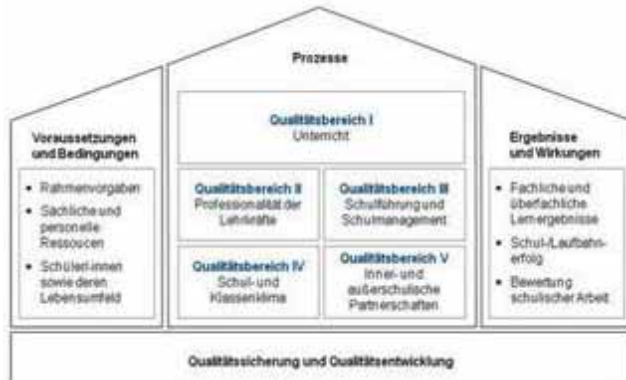 Prozesse
Qualitätsbereich I
Unterricht
Voraussetzungen
und Bedingungen
• Rahmenvorgaben
• Sächliche und
personelle
Ressoucen
• Schüler/-innen
sowie deren
Lebensumfeld
Qualitätsbereich II
Professionalität der
Lehrkräfte
Qualitätsbereich III
Schulführung und
Schulmanagement
Qualitätsbereich IV
Schul- und
Klassenklima
Qualitätsbereich V
Inner- und
außerschulische
Partnerschaften
Ergebnisse
und Wirkungen
• Fachliche und
überfachliche
Lernergebnisse
• Schul-/Laufbahn-
erfolg
• Bewertung
schulischer Arbeit
Qualitätssicherung und Qualitätsentwicklung